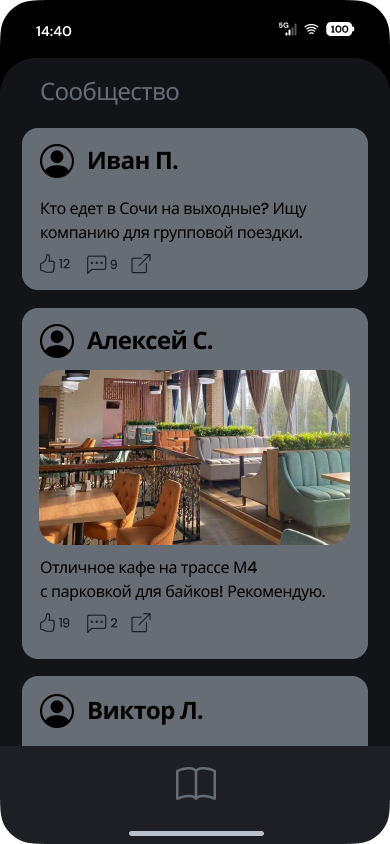 14:40
5G
100
Сообщество
Иван П.
Кто едет в Сочи на выходные? Ищу
компанию для групповой поездки.
12 9
Алексей С.
Отличное кафе на трассе М4
с парковкой для байков! Рекомендую.
19 2
Виктор Л.